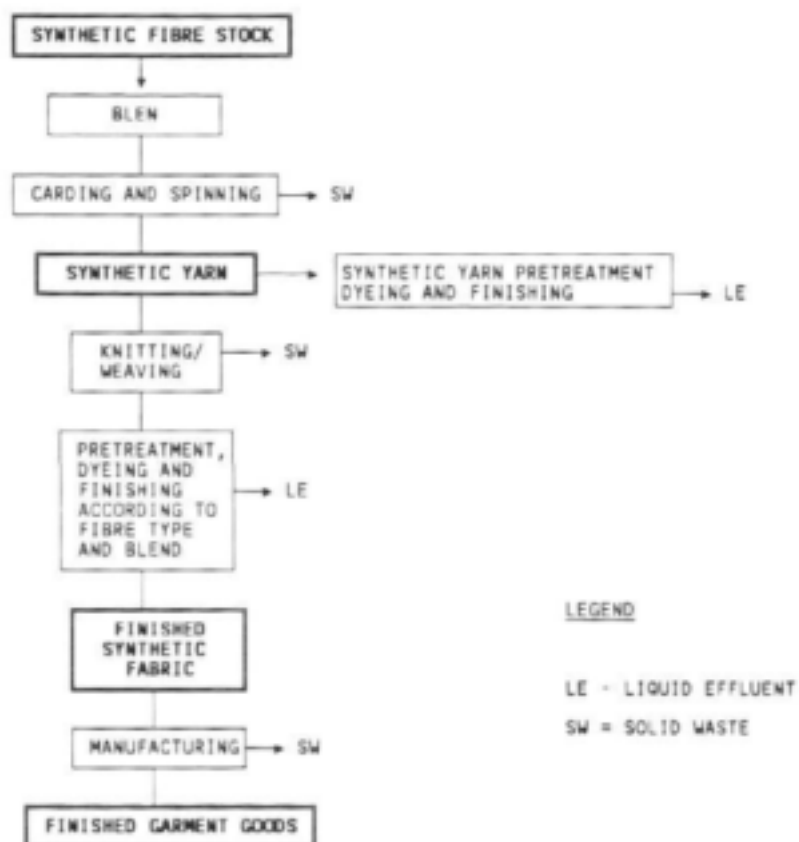 SYNTHETIC FIBRE STOCK
BLEN
CARDING AND SPINNING
SW
SYNTHETIC YARN
SYNTHETIC YARN PRETREATMENT
DYEING AND FINISHING
LE
KNITTING/
WEAVING
SW
PRETREATMENT,
DYEING AND
FINISHING
ACCORDING TO
FIBRE TYPE
AND BLEND
LE
FINISHED
SYNTHETIC
FABRIC
LEGEND
LE - LIQUID EFFLUENT
SW = SOLID WASTE
MANUFACTURING
SW
FINISHED GARMENT GOODS